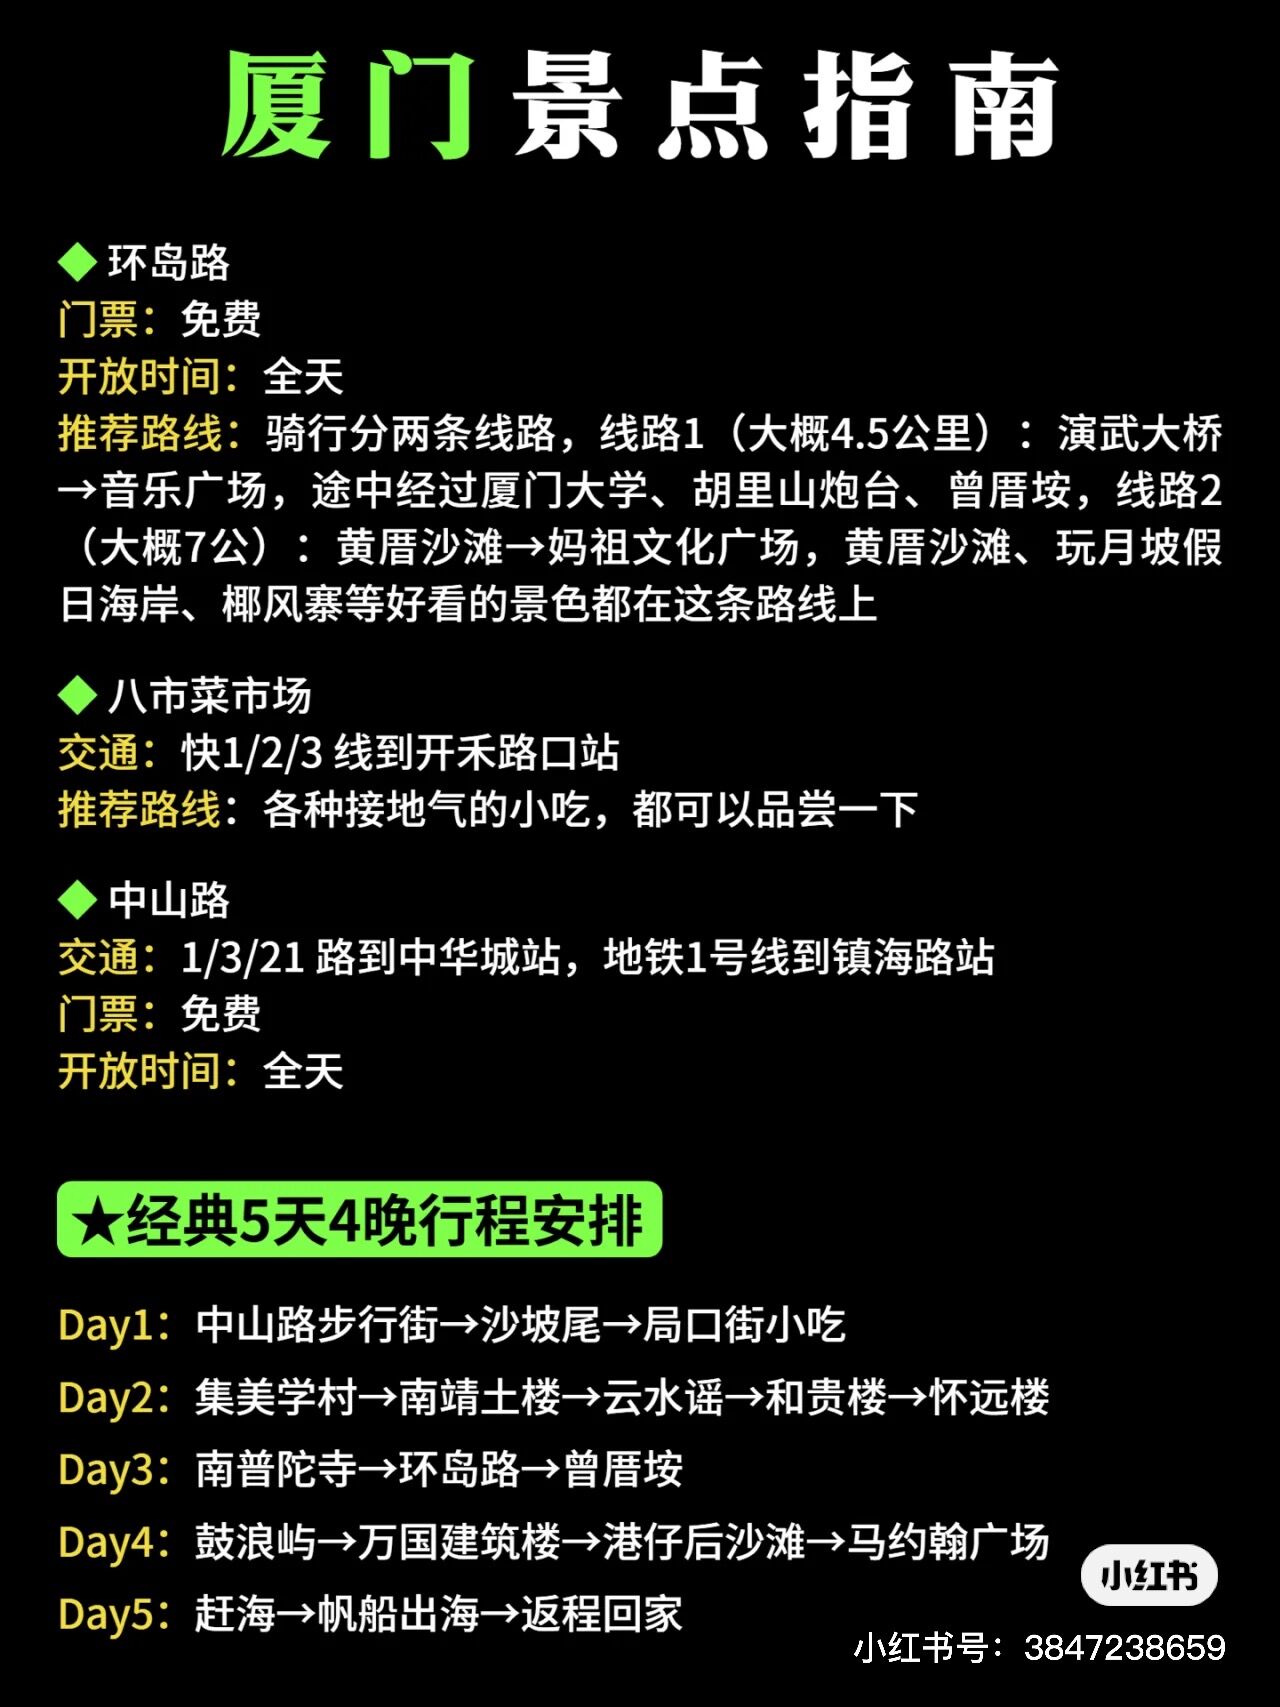 厦门景点指南
◆ 环岛路
门票：免费
开放时间：全天
推荐路线：骑行分两条线路，线路1（大概4.5公里）：演武大桥
→音乐广场，途中经过厦门大学、胡里山炮台、曾厝垵，线路2
（大概7公）：黄厝沙滩→妈祖文化广场，黄厝沙滩、玩月坡假
日海岸、椰风寨等好看的景色都在这条路线上
◆ 八市菜市场
交通：快1/2/3 线到开禾路口站
推荐路线：各种接地气的小吃，都可以品尝一下
◆ 中山路
交通：1/3/21 路到中华城站，地铁1号线到镇海路站
门票：免费
开放时间：全天
★经典5天4晚行程安排
Day1：中山路步行街→沙坡尾→局口街小吃
Day2：集美学村→南靖土楼→云水谣→和贵楼→怀远楼
Day3：南普陀寺→环岛路→曾厝垵
Day4：鼓浪屿→万国建筑楼→港仔后沙滩→马约翰广场
Day5：赶海→帆船出海→返程回家
小红书
小红书号：3847238659